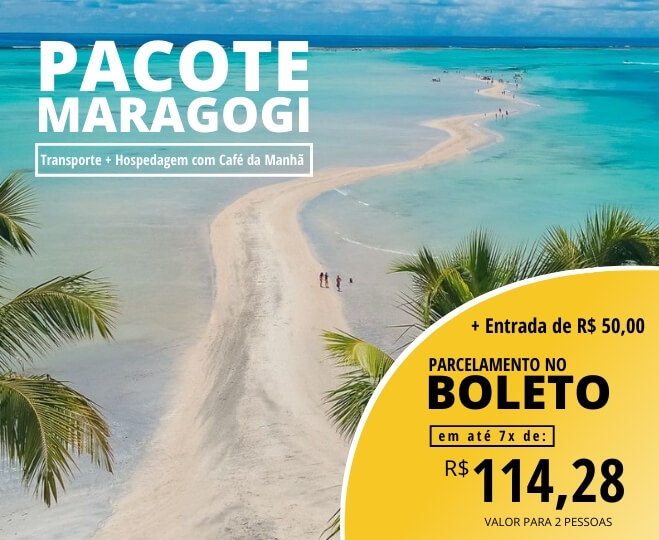 PACOTE
MARAGOGI
Transporte + Hospedagem com Café da Manhã
+ Entrada de R$ 50,00
PARCELAMENTO NO
BOLETO
em até 7x de:
R$ 114,28
VALOR PARA 2 PESSOAS